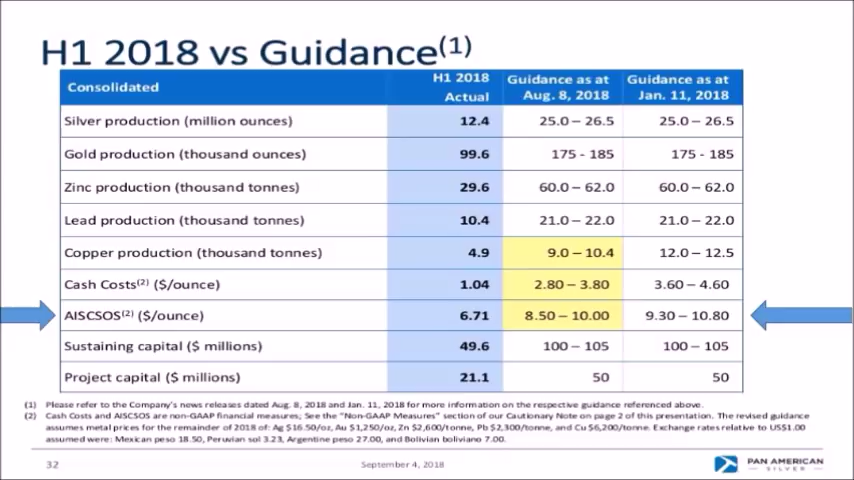 H1 2018 vs Guidance(1)
Consolidated H1 2018 Actual Guidance as at Aug. 8, 2018 Guidance as at Jan. 11, 2018
Silver production (million ounces) 12.4 25.0 – 26.5 25.0 – 26.5
Gold production (thousand ounces) 99.6 175 - 185 175 - 185
Zinc production (thousand tonnes) 29.6 60.0 – 62.0 60.0 – 62.0
Lead production (thousand tonnes) 10.4 21.0 – 22.0 21.0 – 22.0
Copper production (thousand tonnes) 4.9 9.0 – 10.4 12.0 – 12.5
Cash Costs(2) ($/ounce) 1.04 2.80 – 3.80 3.60 – 4.60
AISCSOS(2) ($/ounce) 6.71 8.50 – 10.00 9.30 – 10.80
Sustaining capital ($ millions) 49.6 100 – 105 100 – 105
Project capital ($ millions) 21.1 50 50
(1) Please refer to the Company's news releases dated Aug. 8, 2018 and Jan. 11, 2018 for more information on the respective guidance referenced above.
(2) Cash Costs and AISCSOS are non-GAAP financial measures; See the "Non-GAAP Measures" section of our Cautionary Note on page 2 of this presentation. The revised guidance
assumes metal prices for the remainder of 2018 of: Ag $16.50/oz, Au $1,250/oz, Zn $2,600/tonne, Pb $2,300/tonne, and Cu $6,200/tonne. Exchange rates relative to US$1.00
assumed were: Mexican peso 18.50, Peruvian sol 3.23, Argentine peso 27.00, and Bolivian boliviano 7.00.
32 September 4, 2018 PAN AMERICAN
SILVER